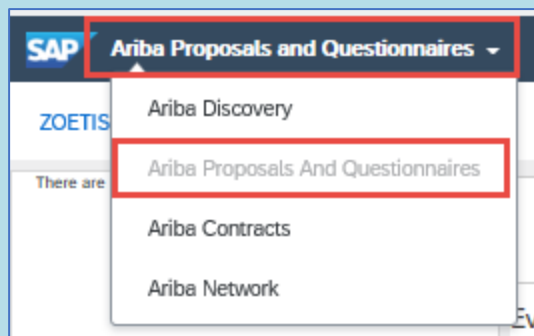 SAP Ariba Proposals and Questionnaires
Ariba Discovery
ZOETIS
Ariba Proposals And Questionnaires
There are
Ariba Contracts
Ariba Network
Ev